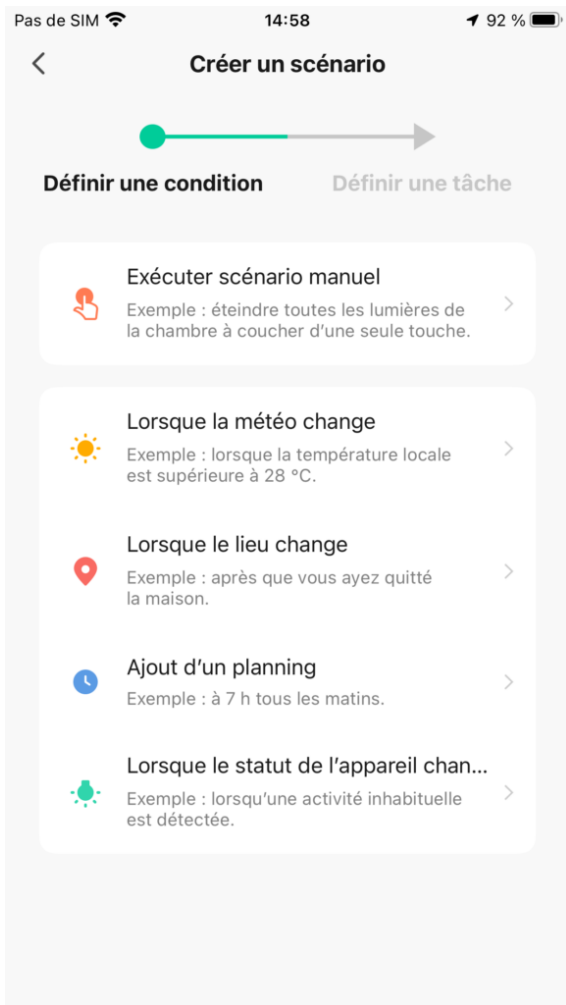 Pas de SIM 14:58 92 %
Créer un scénario
Définir une condition Définir une tâche
Exécuter scénario manuel
Exemple : éteindre toutes les lumières de
la chambre à coucher d’une seule touche.
Lorsque la météo change
Exemple : lorsque la température locale
est supérieure à 28 °C.
Lorsque le lieu change
Exemple : après que vous ayez quitté
la maison.
Ajout d’un planning
Exemple : à 7 h tous les matins.
Lorsque le statut de l’appareil chan...
Exemple : lorsqu’une activité inhabituelle
est détectée.